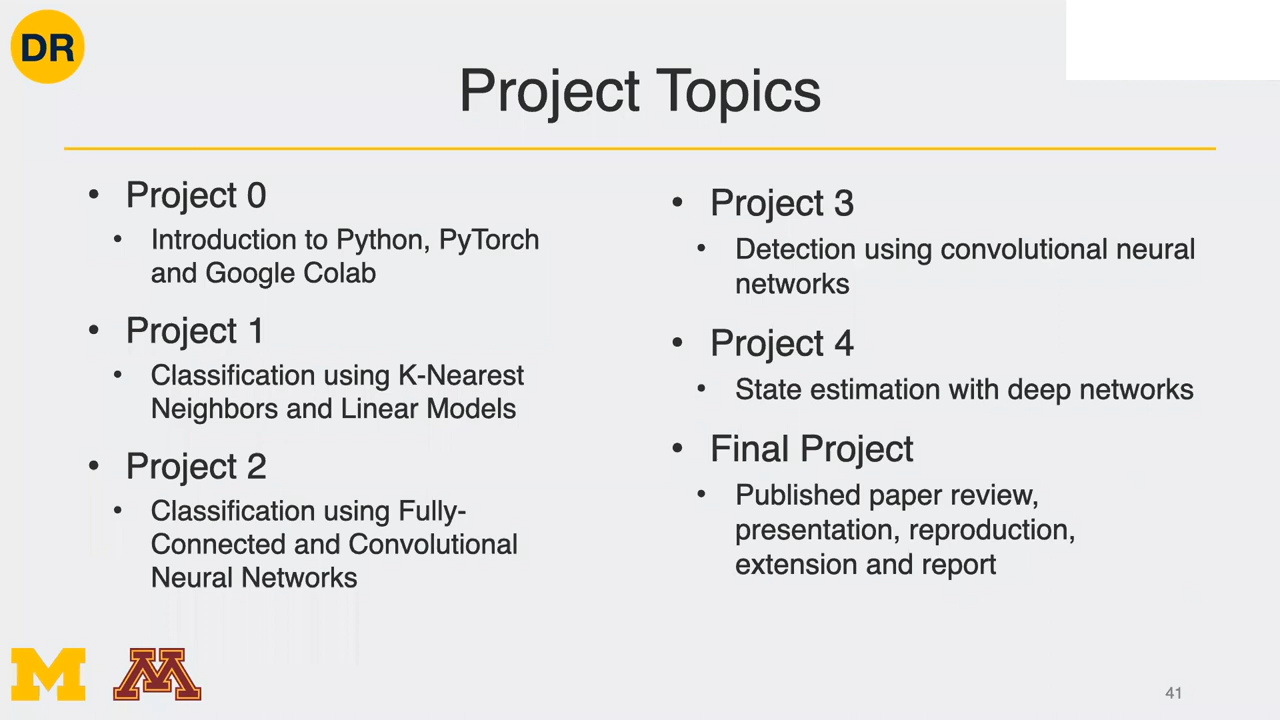 DR
Project Topics
• Project 0
• Introduction to Python, PyTorch
and Google Colab
• Project 1
• Classification using K-Nearest
Neighbors and Linear Models
• Project 2
• Classification using Fully-
Connected and Convolutional
Neural Networks
• Project 3
• Detection using convolutional neural
networks
• Project 4
• State estimation with deep networks
• Final Project
• Published paper review,
presentation, reproduction,
extension and report
M M
41